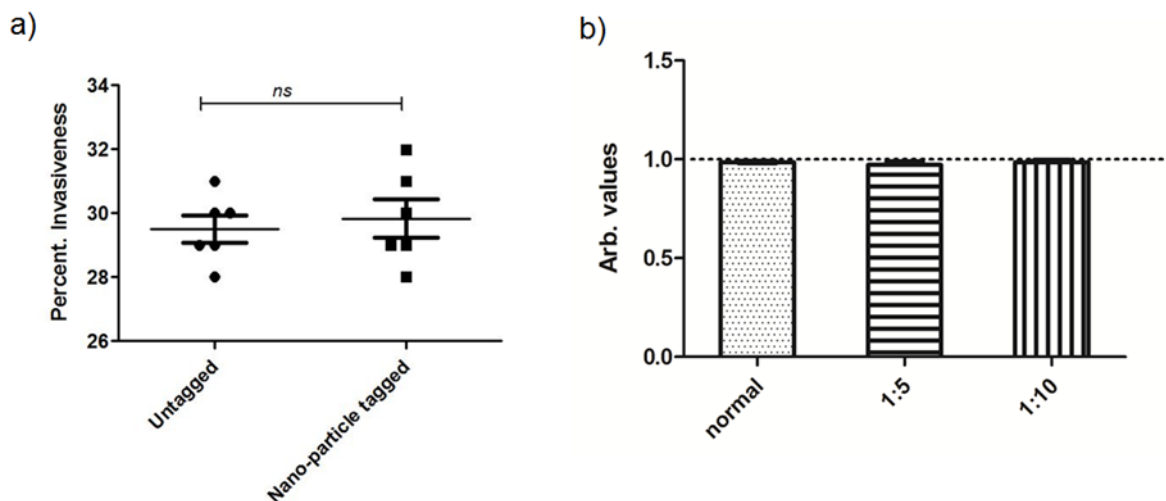 a)
Percent. Invasiveness
34
32
30
28
26
ns
Untagged
Nano-particle tagged
b)
Arb. values
1.5
1.0
0.5
0.0
normal
1:5
1:10